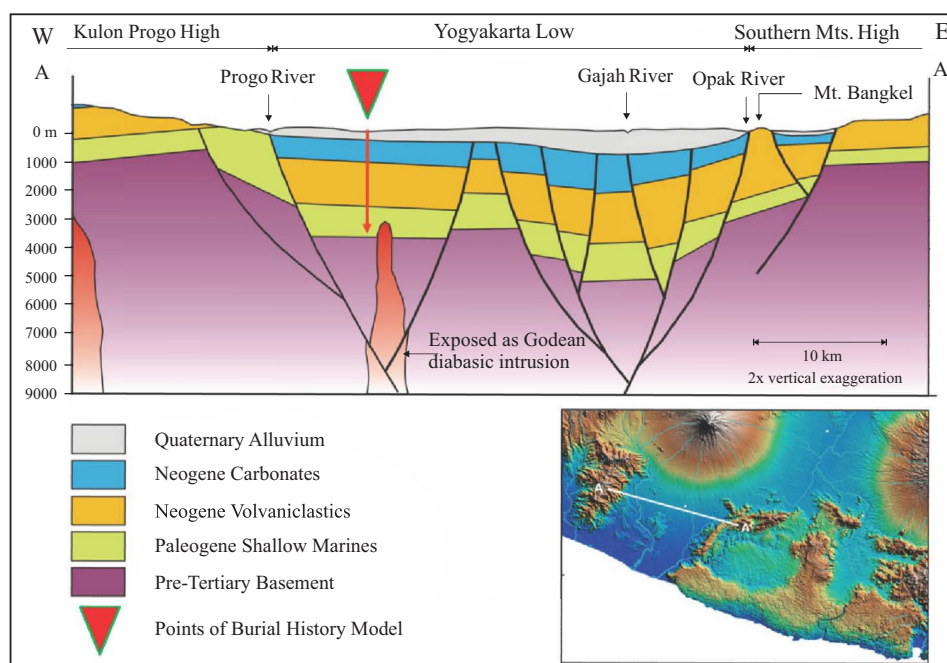 W
Kulon Progo High
Yogyakarta Low
Southern Mts. High
E
A
Progo River
Gajah River
Opak River
A
Mt. Bangkel
0 m
1000
2000
3000
4000
5000
6000
7000
8000
9000
Exposed as Godean
diabasic intrusion
10 km
2x vertical exaggeration
Quaternary Alluvium
Neogene Carbonates
Neogene Volvaniclastics
Paleogene Shallow Marines
Pre-Tertiary Basement
Points of Burial History Model
A
A'